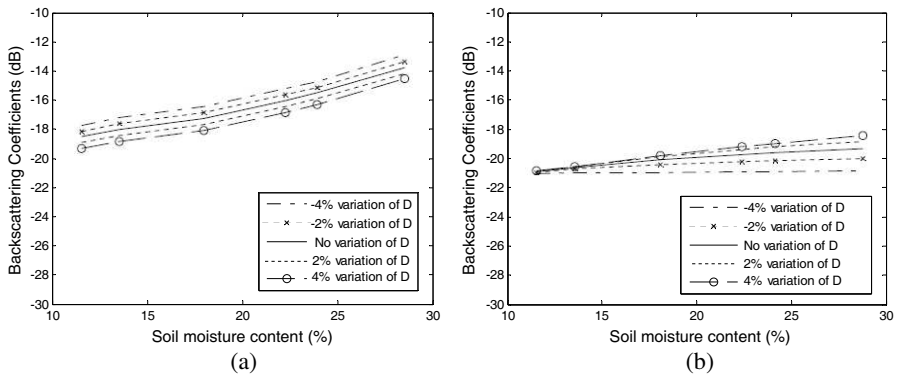 -10
-12
-14
-16
-18
-20
-22
-24
-26
-28
-30
Backscattering Coefficients (dB)
-4% variation of D
-2% variation of D
No variation of D
2% variation of D
4% variation of D
10 15 20 25 30
Soil moisture content (%)
(a)
-10
-12
-14
-16
-18
-20
-22
-24
-26
-28
-30
Backscattering Coefficients (dB)
-4% variation of D
-2% variation of D
No variation of D
2% variation of D
4% variation of D
10 15 20 25 30
Soil moisture content (%)
(b)